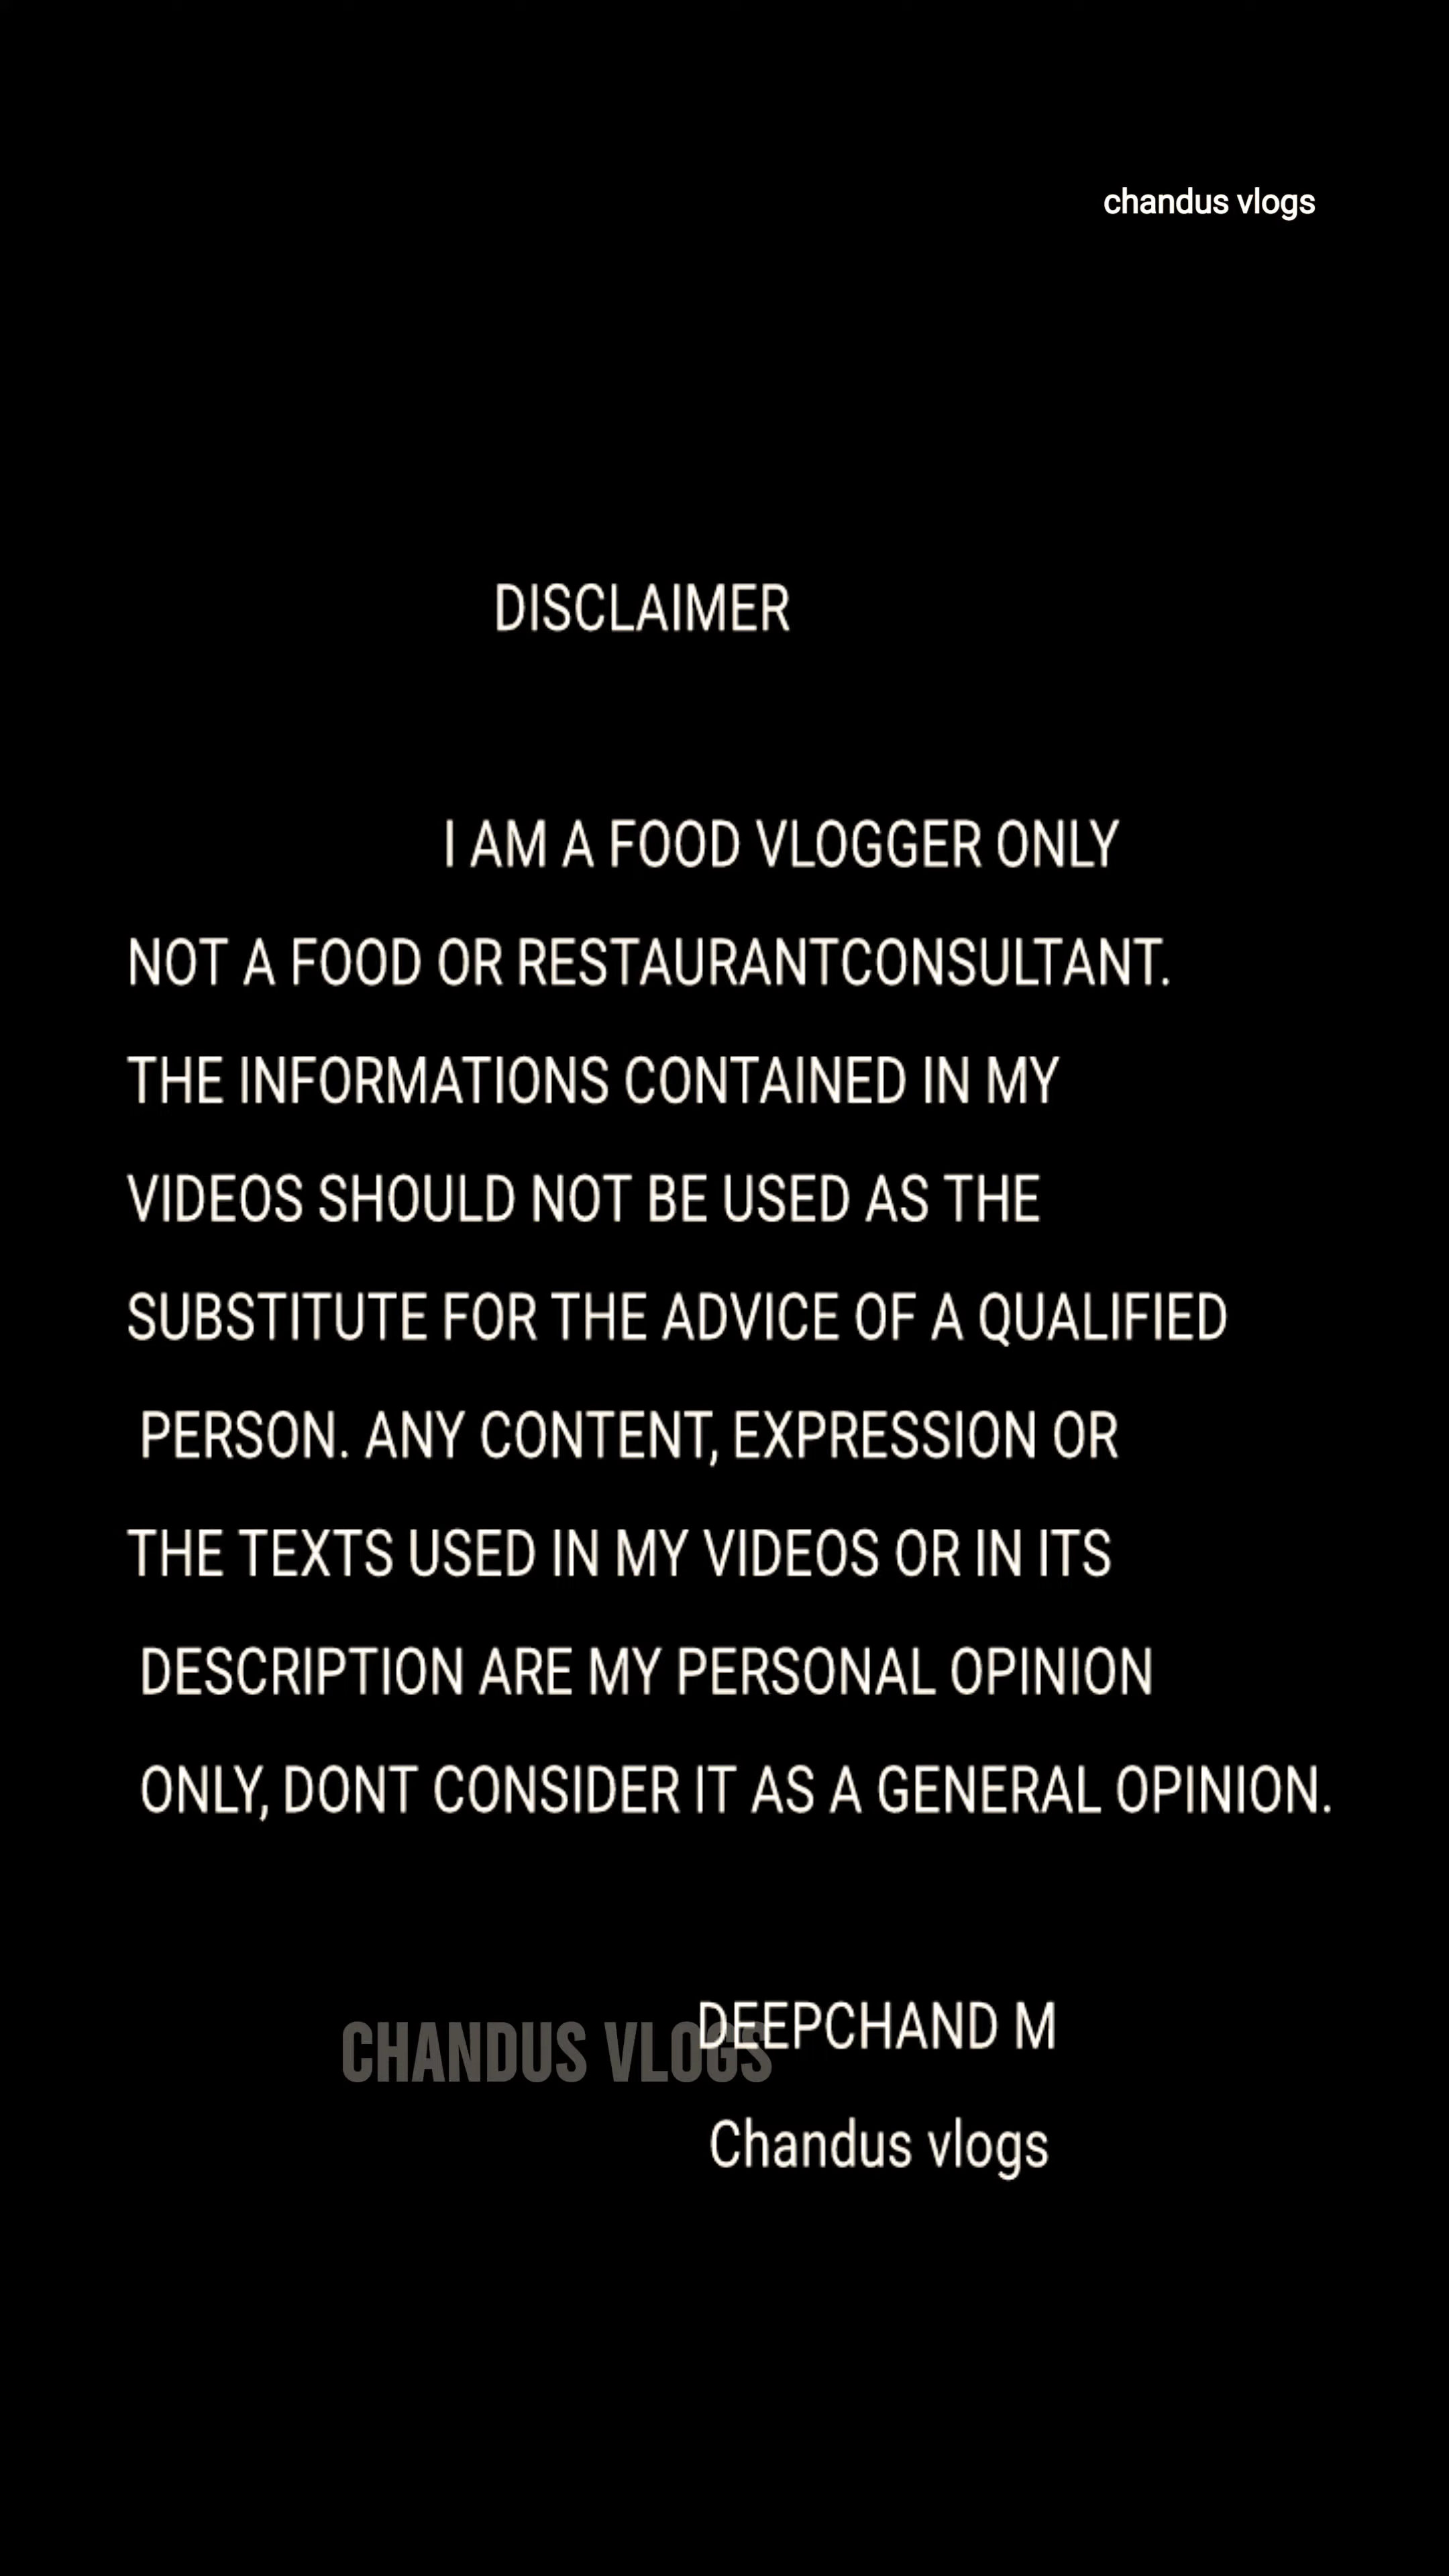 chandus vlogs
DISCLAIMER
I AM A FOOD VLOGGER ONLY
NOT A FOOD OR RESTAURANTCONSULTANT.
THE INFORMATIONS CONTAINED IN MY
VIDEOS SHOULD NOT BE USED AS THE
SUBSTITUTE FOR THE ADVICE OF A QUALIFIED
PERSON. ANY CONTENT, EXPRESSION OR
THE TEXTS USED IN MY VIDEOS OR IN ITS
DESCRIPTION ARE MY PERSONAL OPINION
ONLY, DONT CONSIDER IT AS A GENERAL OPINION.
DEEPCHAND M
CHANDUS VLOGS
Chandus vlogs